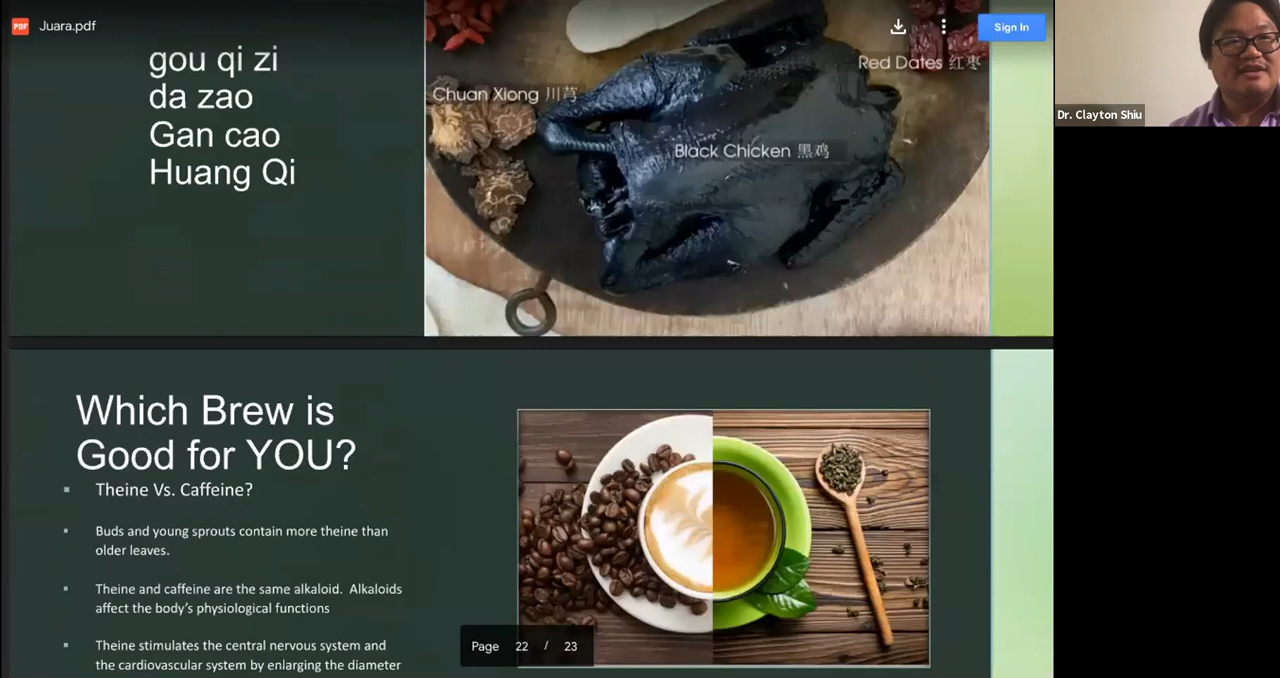 PDF
Juara.pdf
Sign In
gou qi zi
da zao
Gan cao
Huang Qi
Red Dates 红枣
Chuan Xiong 川芎
Black Chicken 黑鸡
Dr. Clayton Shiu
Which Brew is
Good for YOU?
Theine Vs. Caffeine?
Buds and young sprouts contain more theine than
older leaves.
Theine and caffeine are the same alkaloid. Alkaloids
affect the body’s physiological functions
Theine stimulates the central nervous system and
the cardiovascular system by enlarging the diameter
Page 22 / 23